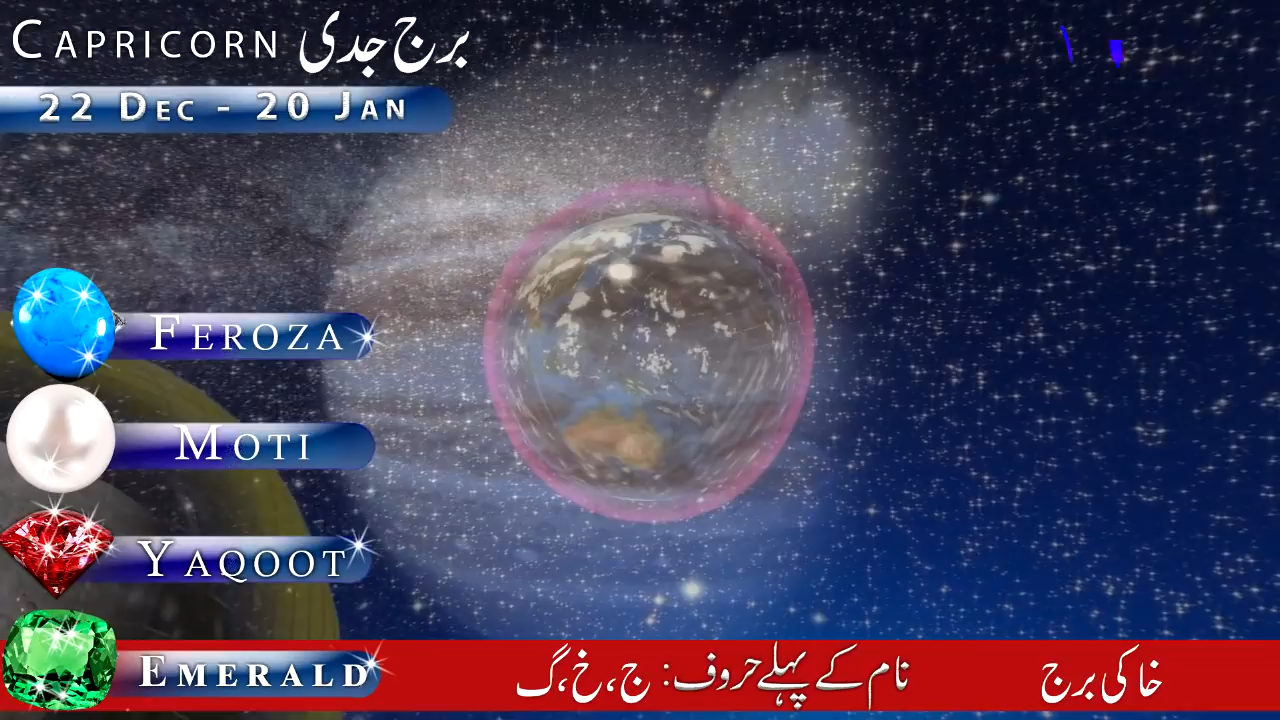 Capricorn برج جدی
22 Dec - 20 Jan
Feroza
Moti
Yaqoot
Emerald
نام کے پہلے حروف: ج، خ، گ
خاکی برج